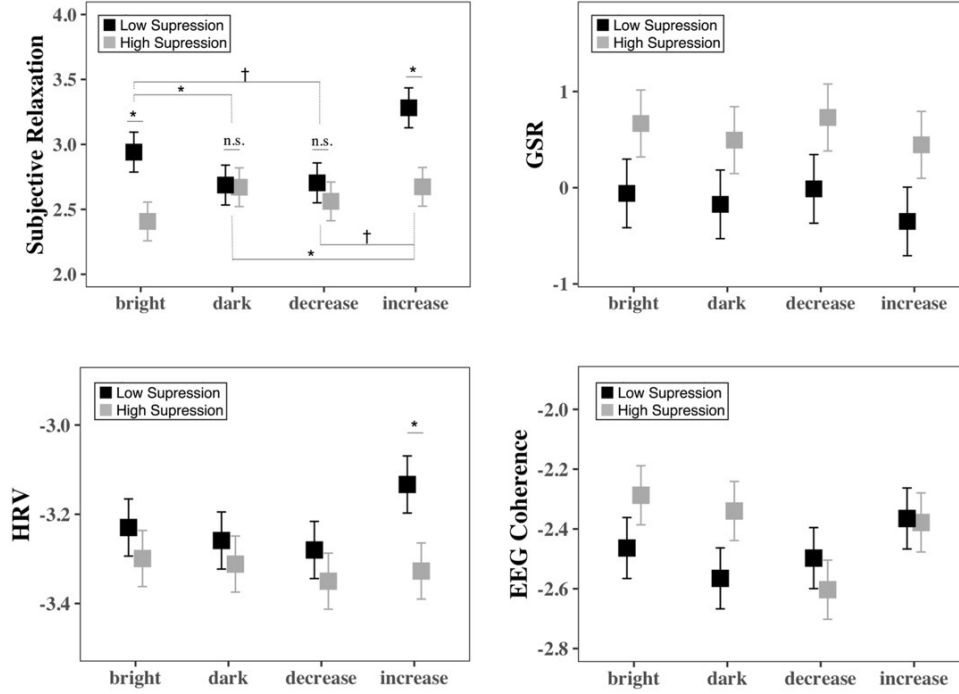 4.0
Low Supression
High Supression
3.5
3.0
2.5
2.0
Subjective Relaxation
†
*
*
n.s.
n.s.
*
†
*
bright dark decrease increase
Low Supression
High Supression
1
0
-1
GSR
bright dark decrease increase
Low Supression
High Supression
-3.0
-3.2
-3.4
HRV
*
bright dark decrease increase
Low Supression
High Supression
-2.0
-2.2
-2.4
-2.6
-2.8
EEG Coherence
bright dark decrease increase